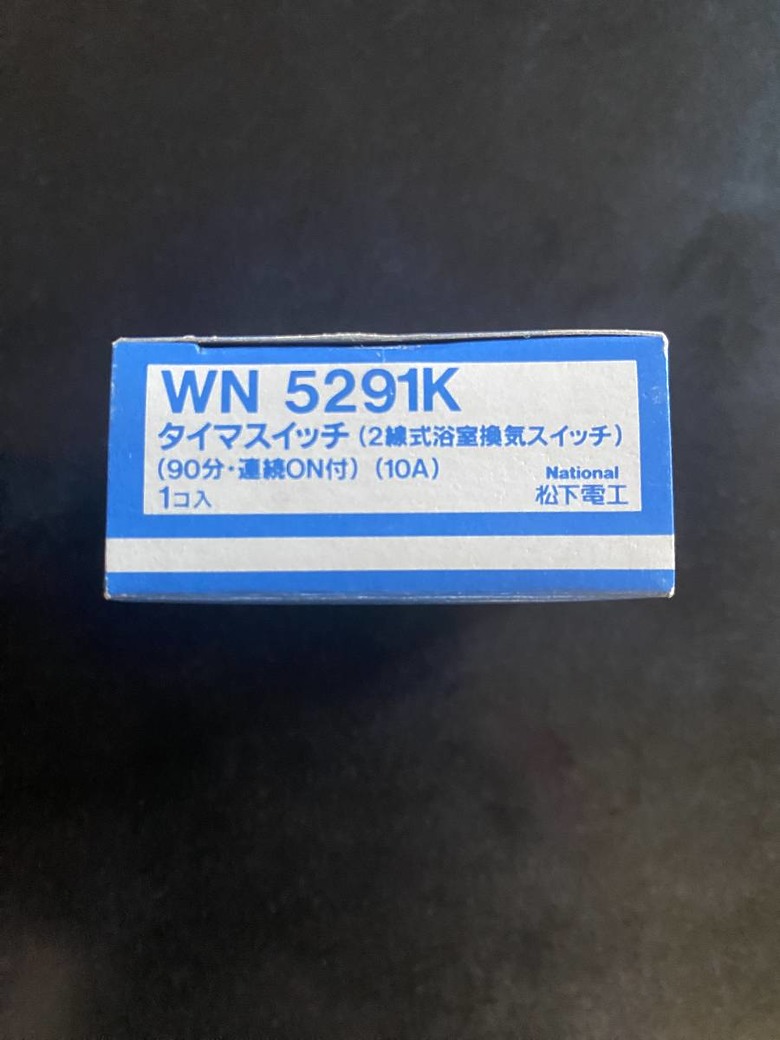 WN 5291K
タイマスイッチ(2線式浴室換気スイッチ)
(90分・連続ON付)(10A)
1コ入
National
松下電工